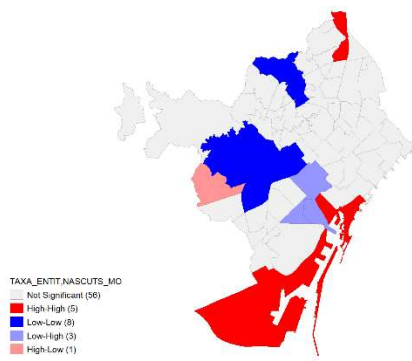 TAXA_ENTIT,NASCUTS_MO
Not Significant (56)
High-High (5)
Low-Low (8)
Low-High (3)
High-Low (1)